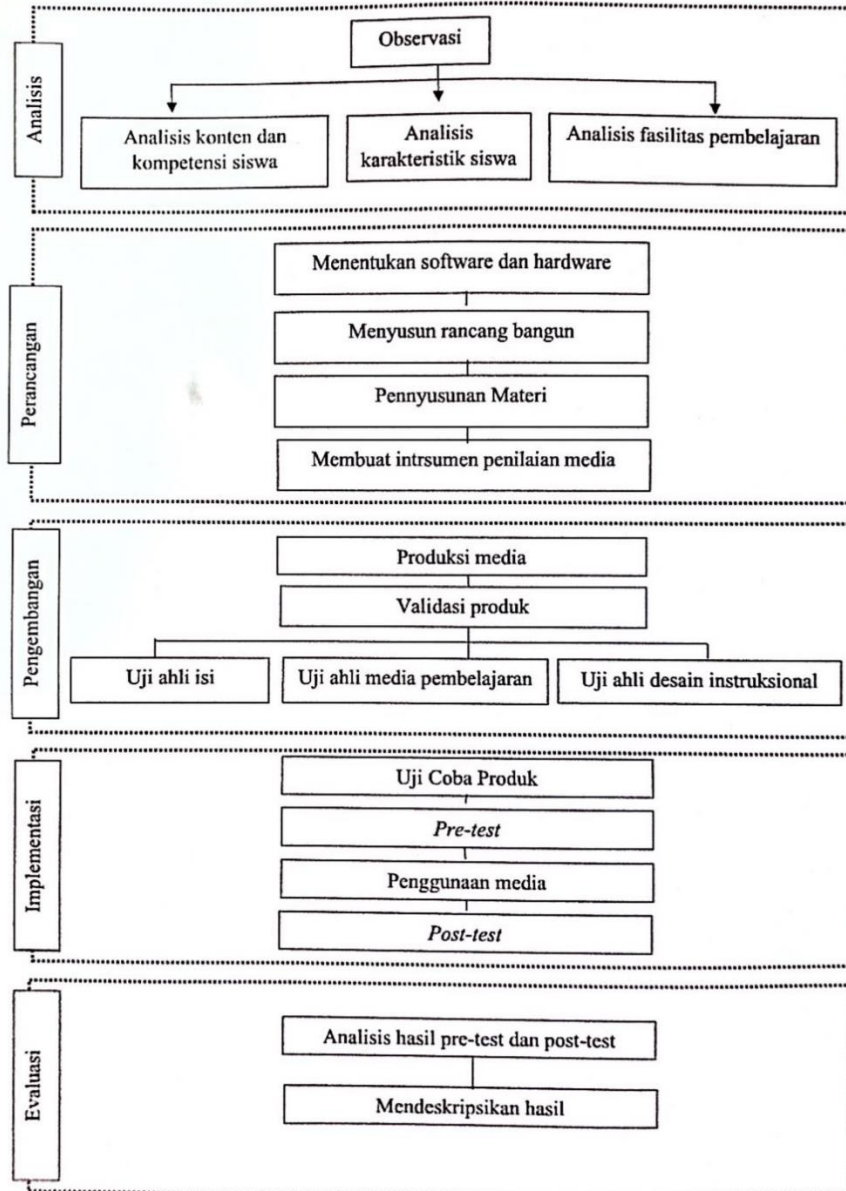 Analisis
Observasi
Analisis konten dan
kompetensi siswa
Analisis
karakteristik siswa
Analisis fasilitas pembelajaran
Perancangan
Menentukan software dan hardware
Menyusun rancang bangun
Pennyusunan Materi
Membuat intrsumen penilaian media
Pengembangan
Produksi media
Validasi produk
Uji ahli isi
Uji ahli media pembelajaran
Uji ahli desain instruksional
Implementasi
Uji Coba Produk
Pre-test
Penggunaan media
Post-test
Evaluasi
Analisis hasil pre-test dan post-test
Mendeskripsikan hasil